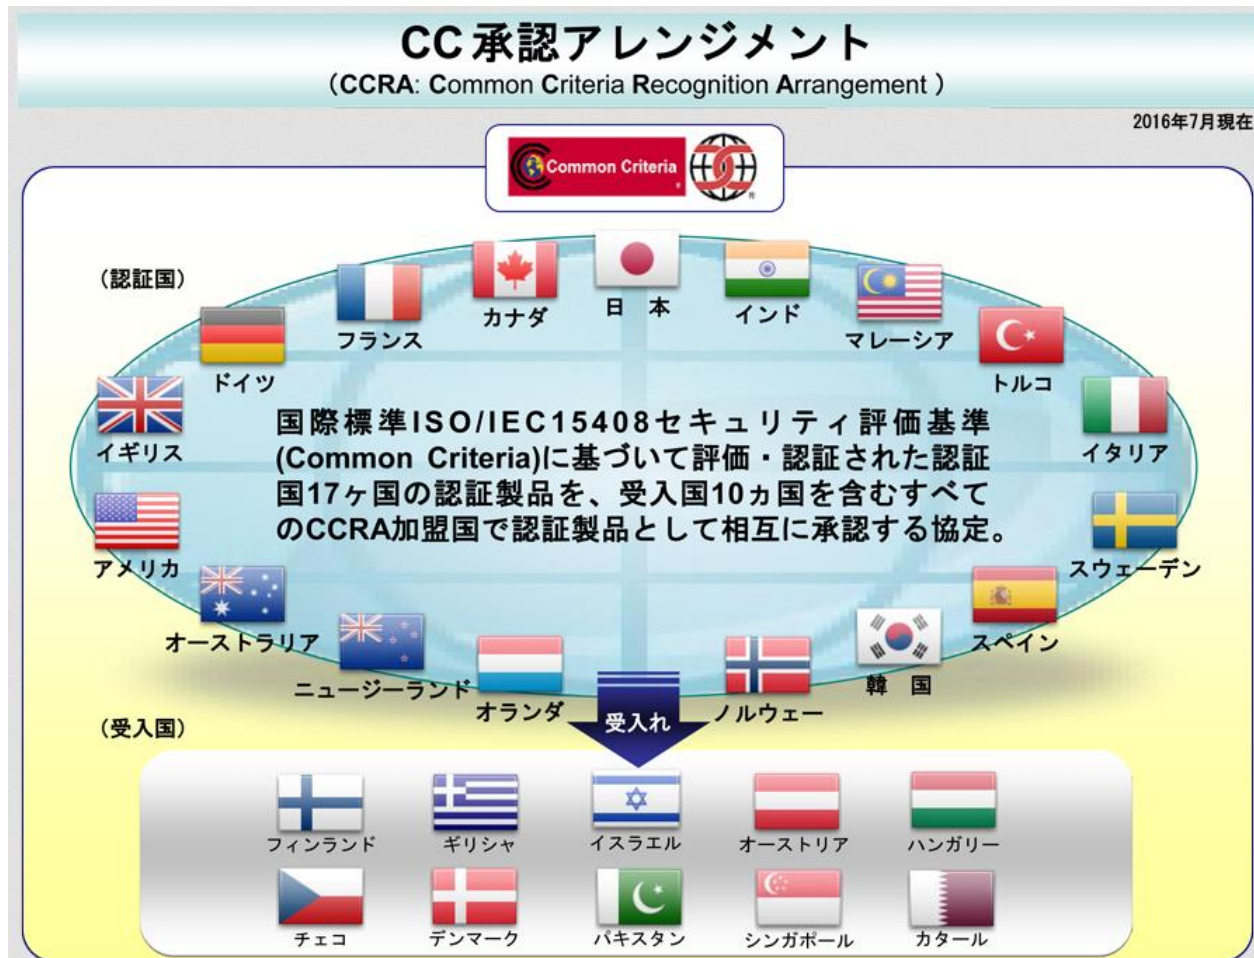 CC承認アレンジメント
（CCRA: Common Criteria Recognition Arrangement ）
2016年7月現在
Common Criteria
（認証国）
日 本
カナダ
インド
フランス
マレーシア
ドイツ
トルコ
イギリス
イタリア
国際標準ISO/IEC15408セキュリティ評価基準
(Common Criteria)に基づいて評価・認証された認証
国17ヶ国の認証製品を、受入国10ヵ国を含むすべて
のCCRA加盟国で認証製品として相互に承認する協定。
アメリカ
スウェーデン
オーストラリア
スペイン
ニュージーランド
韓 国
オランダ
ノルウェー
受入れ
（受入国）
フィンランド
ギリシャ
イスラエル
オーストリア
ハンガリー
チェコ
デンマーク
パキスタン
シンガポール
カタール